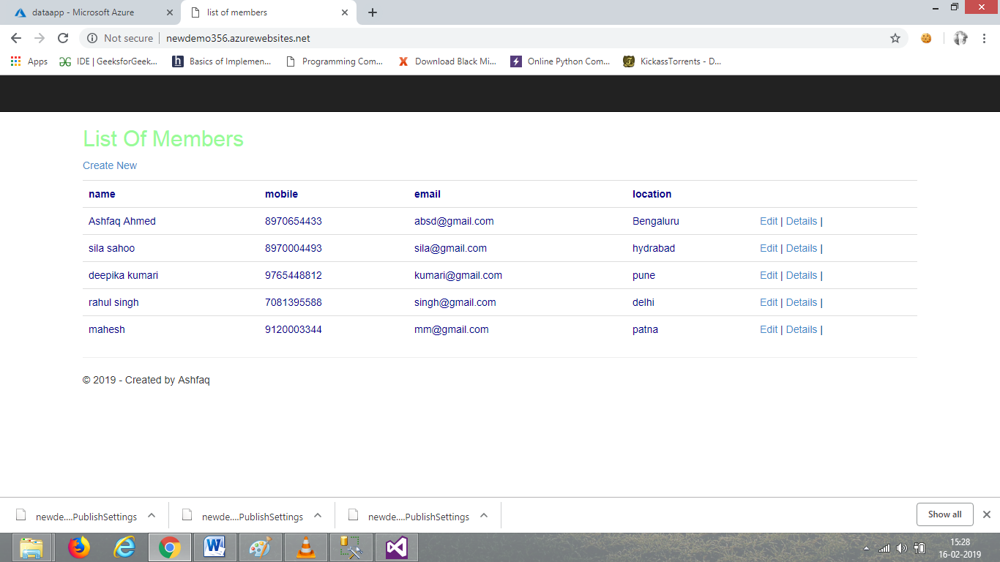 dataapp - Microsoft Azure
list of members
Not secure
newdemo356.azurewebsites.net
Apps
IDE | GeeksforGeek...
Basics of Implemen...
Programming Com...
Download Black Mi...
Online Python Com...
KickassTorrents - D...
List Of Members
Create New
name mobile email location
Ashfaq Ahmed 8970654433 absd@gmail.com Bengaluru Edit | Details |
sila sahoo 8970004493 sila@gmail.com hydrabad Edit | Details |
deepika kumari 9765448812 kumari@gmail.com pune Edit | Details |
rahul singh 7081395588 singh@gmail.com delhi Edit | Details |
mahesh 9120003344 mm@gmail.com patna Edit | Details |
© 2019 - Created by Ashfaq
newde....PublishSettings
newde....PublishSettings
newde....PublishSettings
Show all
15:28
16-02-2019